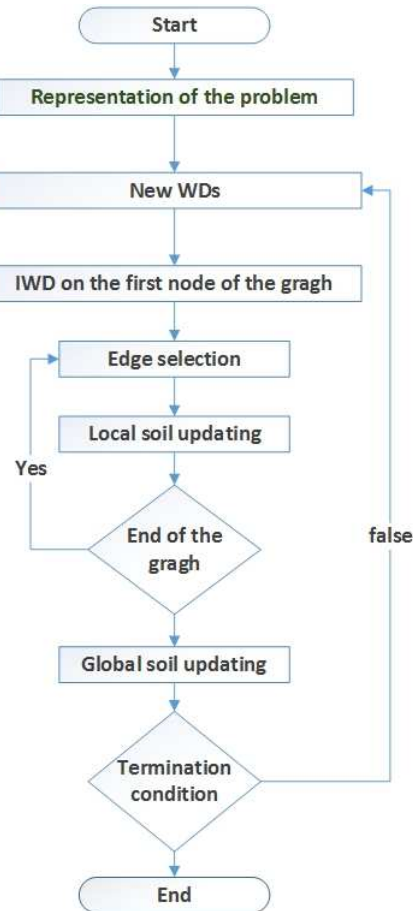 Start
Representation of the problem
New WDs
IWD on the first node of the gragh
Edge selection
Local soil updating
Yes
End of the
gragh
false
Global soil updating
Termination
condition
End